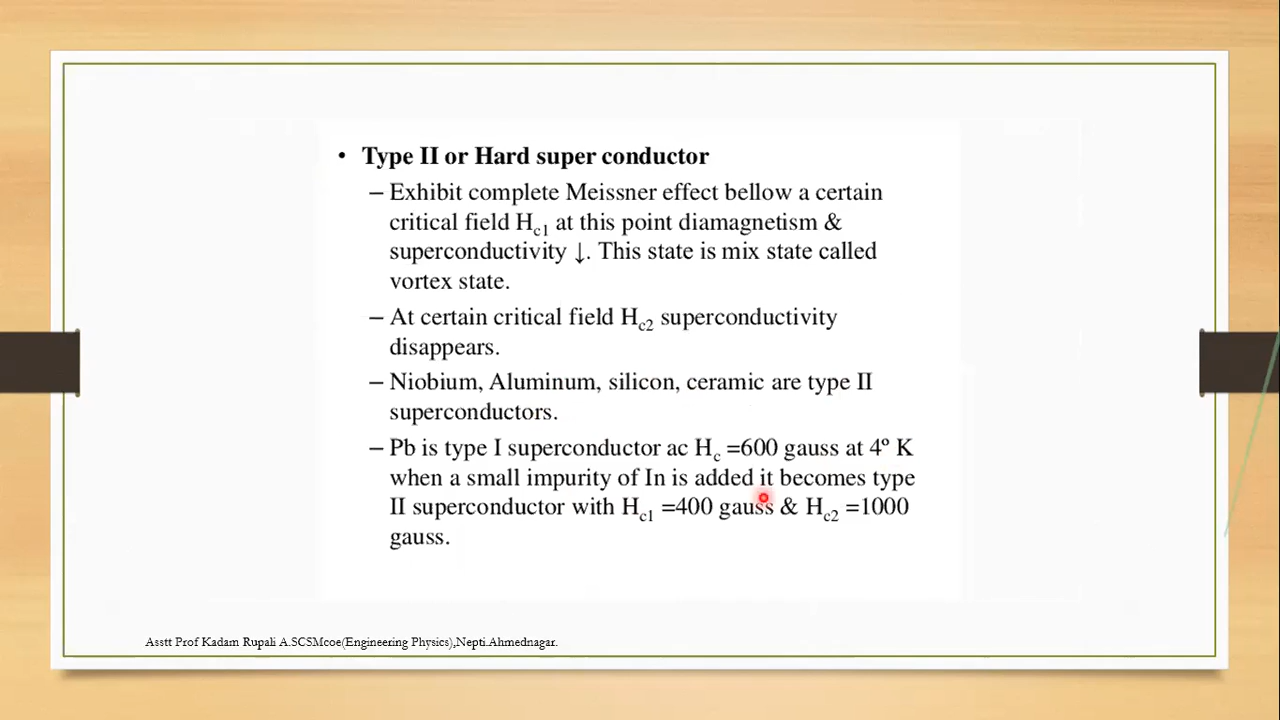 • Type II or Hard super conductor
– Exhibit complete Meissner effect bellow a certain
critical field Hc1 at this point diamagnetism &
superconductivity ↓. This state is mix state called
vortex state.
– At certain critical field Hc2 superconductivity
disappears.
– Niobium, Aluminum, silicon, ceramic are type II
superconductors.
– Pb is type I superconductor ac Hc =600 gauss at 4º K
when a small impurity of In is added it becomes type
II superconductor with Hc1 =400 gauss & Hc2 =1000
gauss.
Asstt Prof Kadam Rupali A.SCSMcoe(Engineering Physics),Nepti.Ahmednagar.